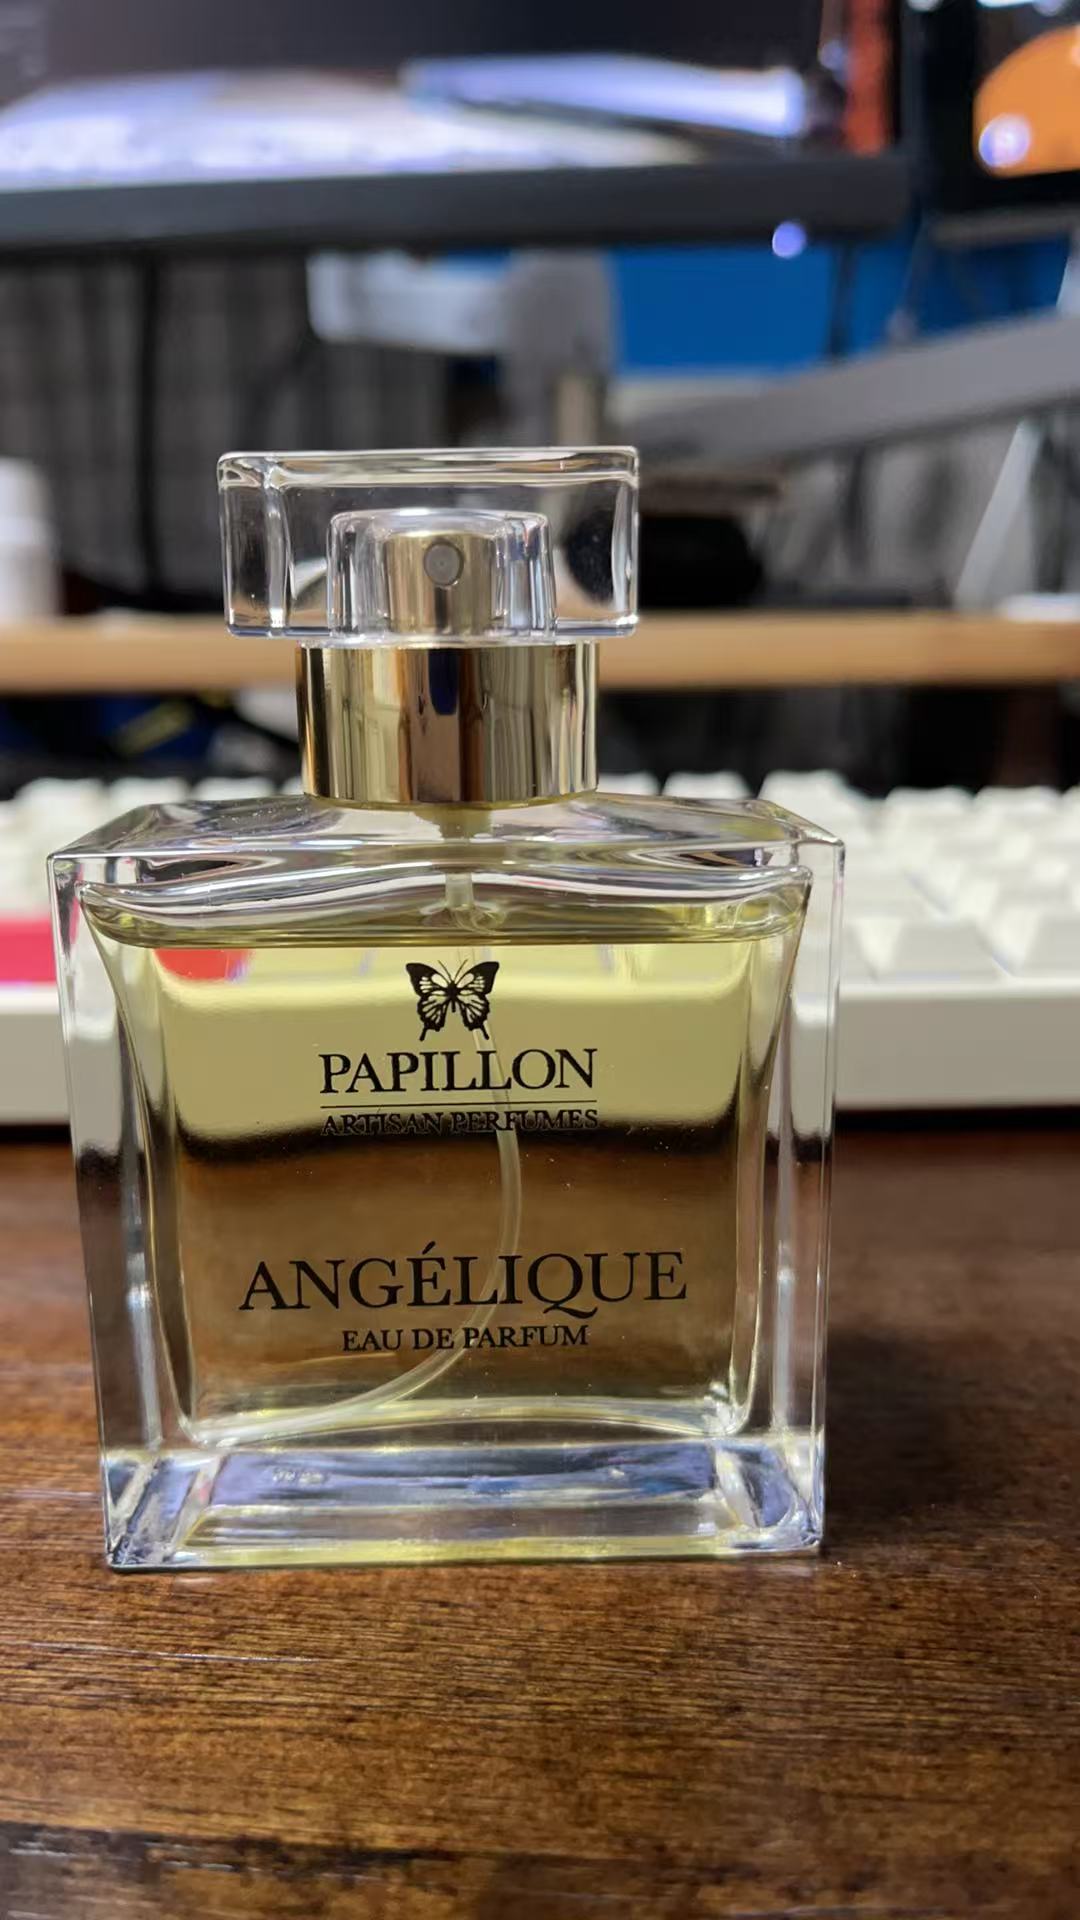 PAPILLON
ARTISAN PERFUMES
ANGÉLIQUE
EAU DE PARFUM